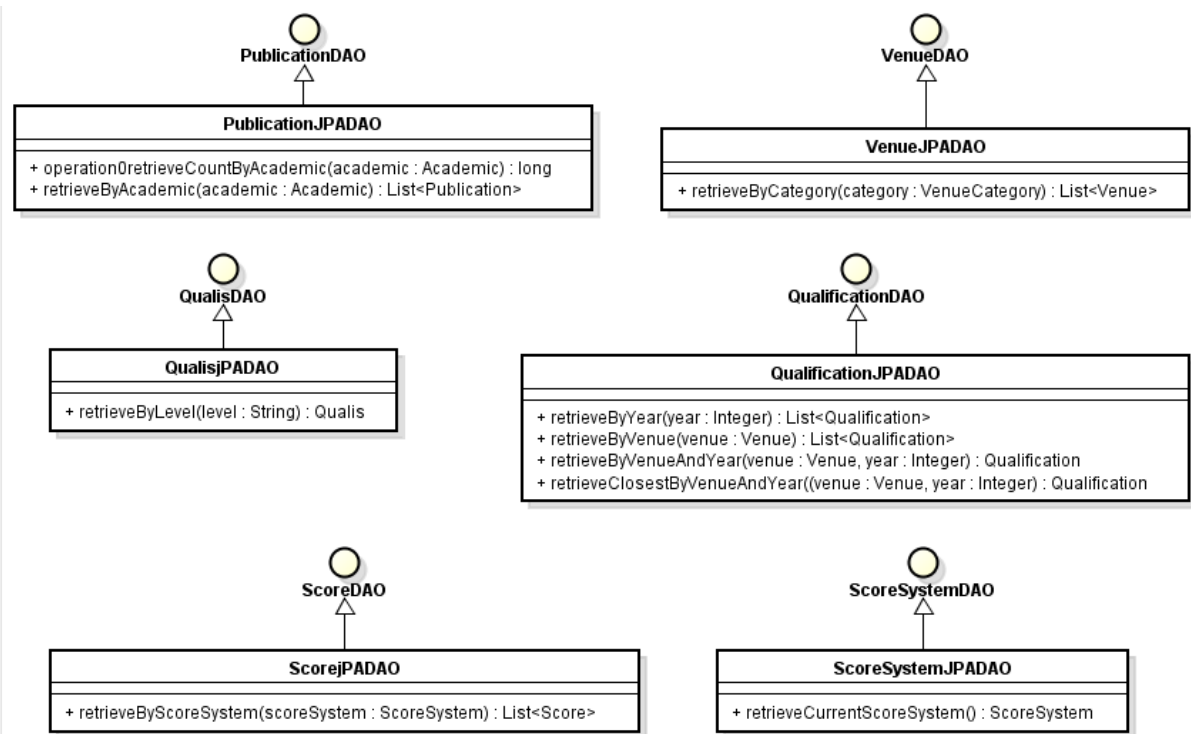 PublicationDAO
PublicationJPADAO
+ operation0retrieveCountByAcademic(academic : Academic) : long
+ retrieveByAcademic(academic : Academic) : List<Publication>
VenueDAO
VenueJPADAO
+ retrieveByCategory(category : VenueCategory) : List<Venue>
QualisDAO
QualisjPADAO
+ retrieveByLevel(level : String) : Qualis
QualificationDAO
QualificationJPADAO
+ retrieveByYear(year : Integer) : List<Qualification>
+ retrieveByVenue(venue : Venue) : List<Qualification>
+ retrieveByVenueAndYear(venue : Venue, year : Integer) : Qualification
+ retrieveClosestByVenueAndYear((venue : Venue, year : Integer) : Qualification
ScoreDAO
ScorejPADAO
+ retrieveByScoreSystem(scoreSystem : ScoreSystem) : List<Score>
ScoreSystemDAO
ScoreSystemJPADAO
+ retrieveCurrentScoreSystem() : ScoreSystem